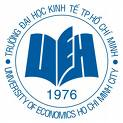 TRƯỜNG ĐẠI HỌC KINH TẾ TP.HỒ CHÍ MINH
UEH
1976
UNIVERSITY OF ECONOMICS HO CHI MINH CITY